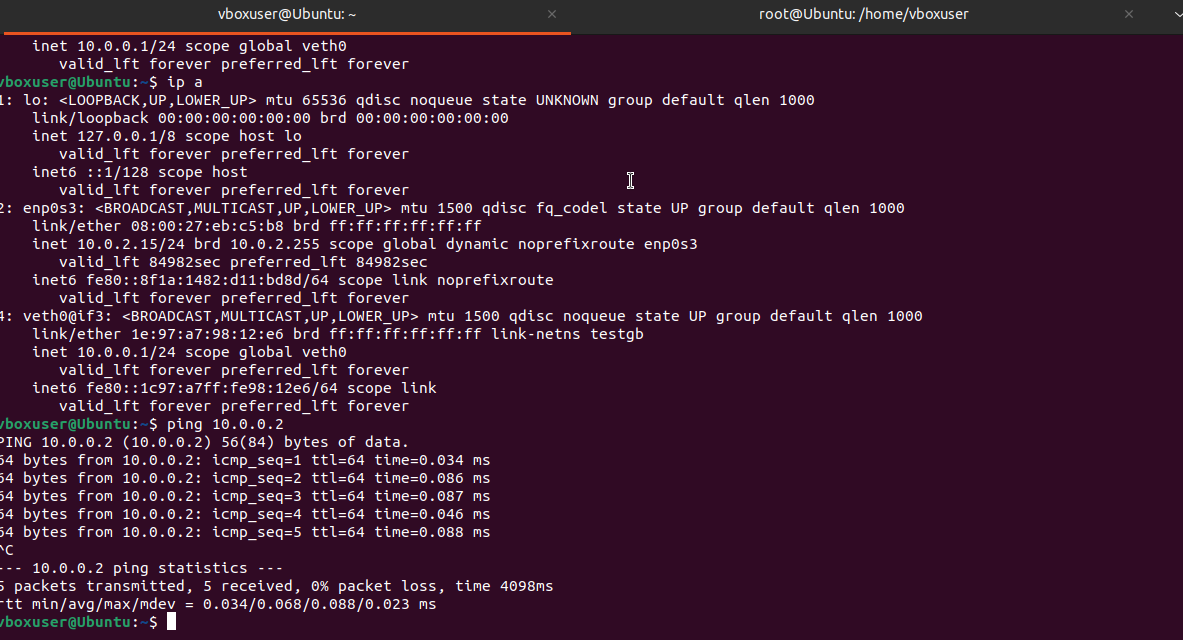 vboxuser@Ubuntu: ~
root@Ubuntu: /home/vboxuser
inet 10.0.0.1/24 scope global veth0
valid_lft forever preferred_lft forever
vboxuser@Ubuntu:~$ ip a
1: lo: <LOOPBACK,UP,LOWER_UP> mtu 65536 qdisc noqueue state UNKNOWN group default qlen 1000
link/loopback 00:00:00:00:00:00 brd 00:00:00:00:00:00
inet 127.0.0.1/8 scope host lo
valid_lft forever preferred_lft forever
inet6 ::1/128 scope host
valid_lft forever preferred_lft forever
2: enp0s3: <BROADCAST,MULTICAST,UP,LOWER_UP> mtu 1500 qdisc fq_codel state UP group default qlen 1000
link/ether 08:00:27:eb:c5:b8 brd ff:ff:ff:ff:ff:ff
inet 10.0.2.15/24 brd 10.0.2.255 scope global dynamic noprefixroute enp0s3
valid_lft 84982sec preferred_lft 84982sec
inet6 fe80::8f1a:1482:d11:bd8d/64 scope link noprefixroute
valid_lft forever preferred_lft forever
4: veth0@if3: <BROADCAST,MULTICAST,UP,LOWER_UP> mtu 1500 qdisc noqueue state UP group default qlen 1000
link/ether 1e:97:a7:98:12:e6 brd ff:ff:ff:ff:ff:ff link-netns testgb
inet 10.0.0.1/24 scope global veth0
valid_lft forever preferred_lft forever
inet6 fe80::1c97:a7ff:fe98:12e6/64 scope link
valid_lft forever preferred_lft forever
vboxuser@Ubuntu:~$ ping 10.0.0.2
PING 10.0.0.2 (10.0.0.2) 56(84) bytes of data.
64 bytes from 10.0.0.2: icmp_seq=1 ttl=64 time=0.034 ms
64 bytes from 10.0.0.2: icmp_seq=2 ttl=64 time=0.086 ms
64 bytes from 10.0.0.2: icmp_seq=3 ttl=64 time=0.087 ms
64 bytes from 10.0.0.2: icmp_seq=4 ttl=64 time=0.046 ms
64 bytes from 10.0.0.2: icmp_seq=5 ttl=64 time=0.088 ms
^C
--- 10.0.0.2 ping statistics ---
5 packets transmitted, 5 received, 0% packet loss, time 4098ms
rtt min/avg/max/mdev = 0.034/0.068/0.088/0.023 ms
vboxuser@Ubuntu:~$